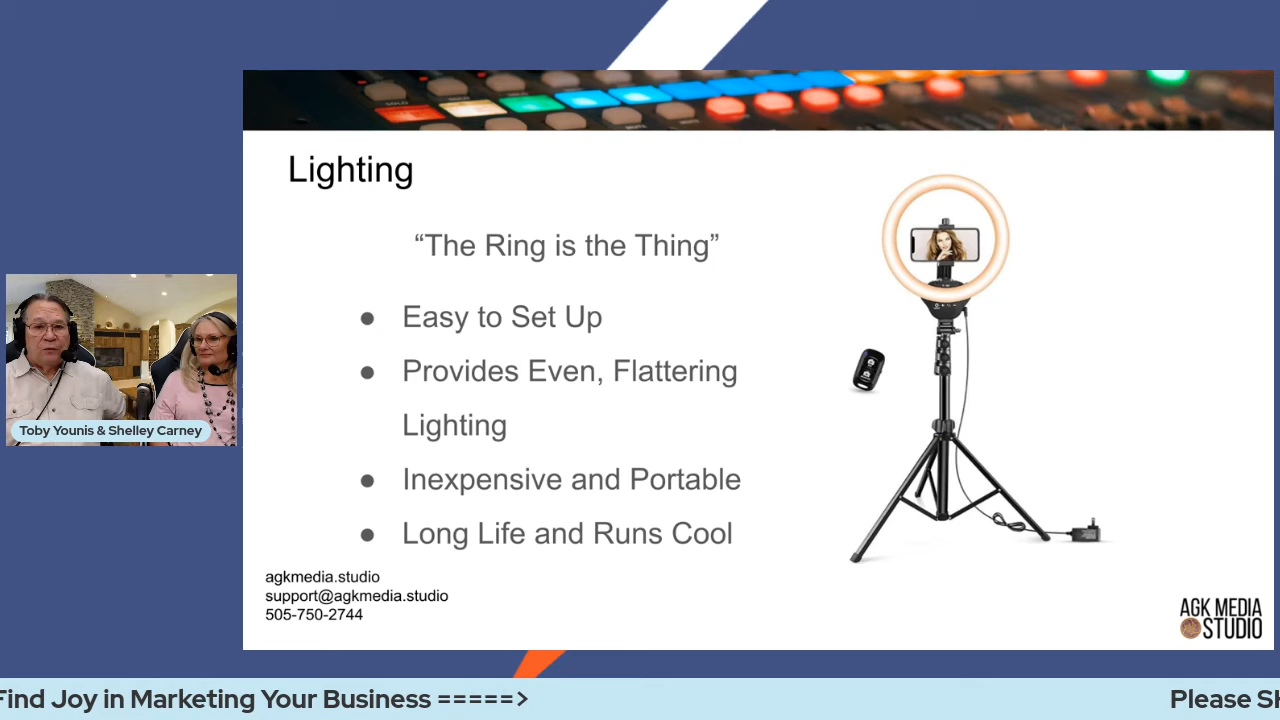 Lighting
“The Ring is the Thing”
● Easy to Set Up
● Provides Even, Flattering
Lighting
● Inexpensive and Portable
● Long Life and Runs Cool
Toby Younis & Shelley Carney
agkmedia.studio
support@agkmedia.studio
505-750-2744
AGK MEDIA
STUDIO
Find Joy in Marketing Your Business =====> Please